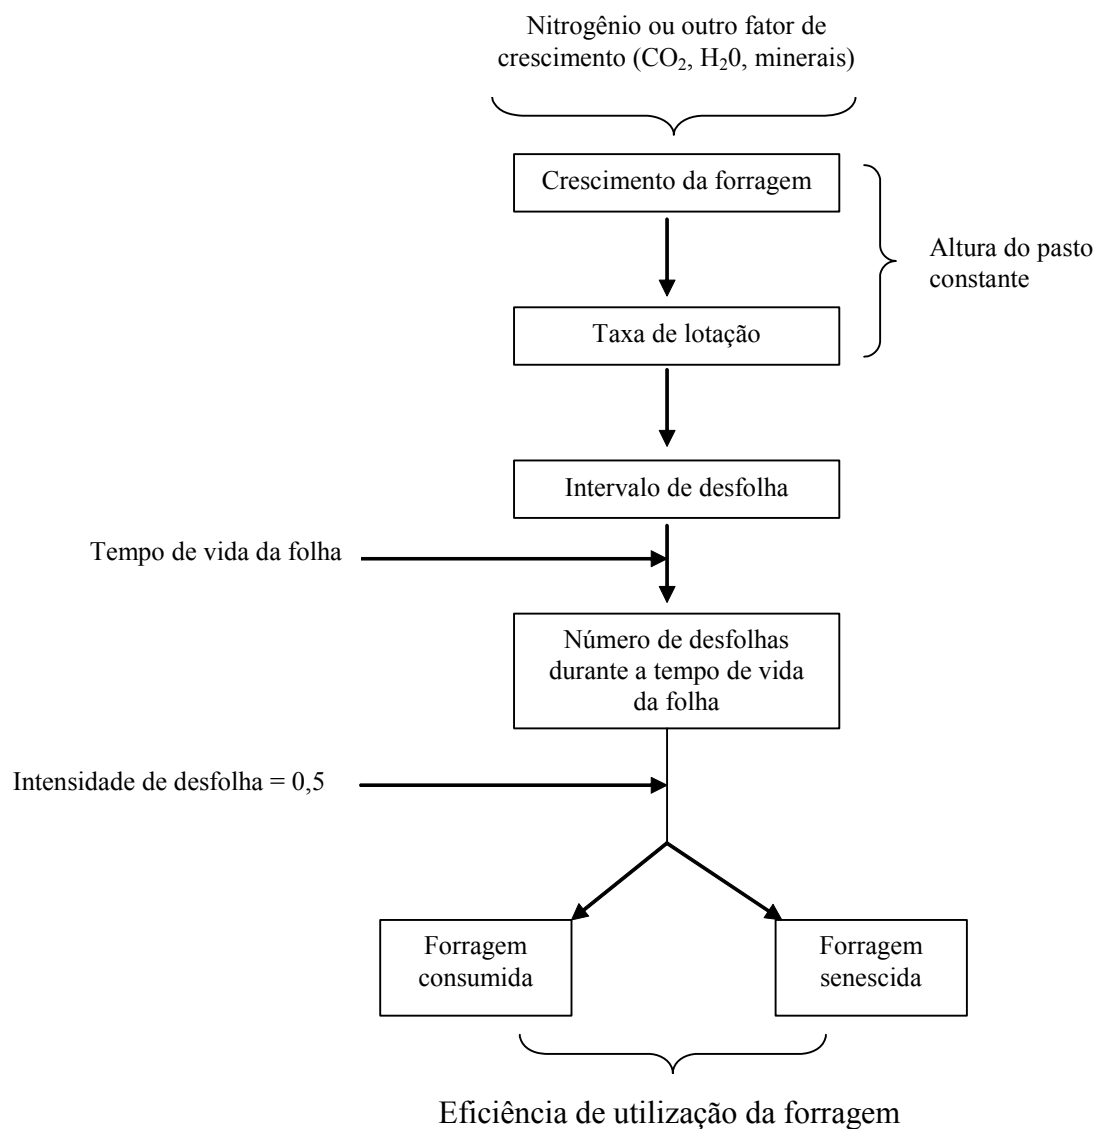 Nitrogênio ou outro fator de
crescimento (CO₂, H₂0, minerais)
Crescimento da forragem
Altura do pasto
constante
Taxa de lotação
Intervalo de desfolha
Tempo de vida da folha
Número de desfolhas
durante a tempo de vida
da folha
Intensidade de desfolha = 0,5
Forragem
consumida
Forragem
senescida
Eficiência de utilização da forragem